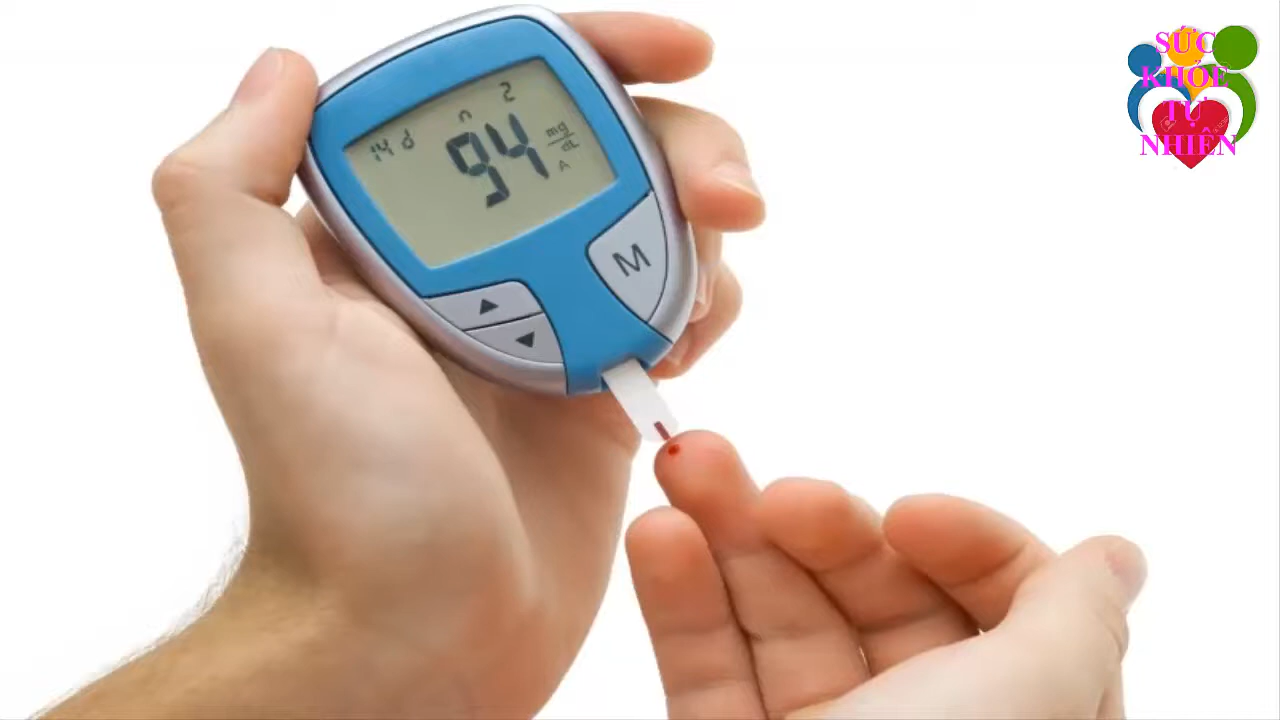 SỨC
KHỎE
TỰ
NHIÊN
n 2
14 d 94 mg/dL
A
M